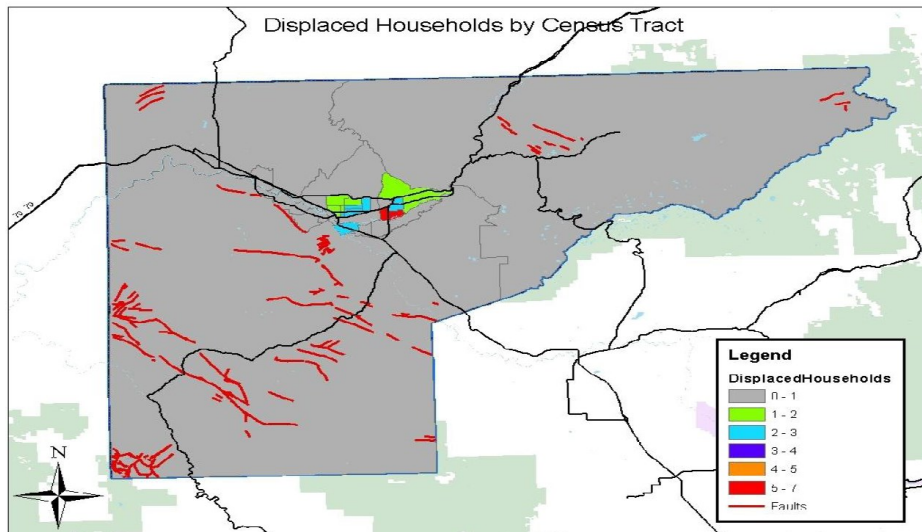 Displaced Households by Census Tract
N
Legend
DisplacedHouseholds
0 - 1
1 - 2
2 - 3
3 - 4
4 - 5
5 - 7
Faults